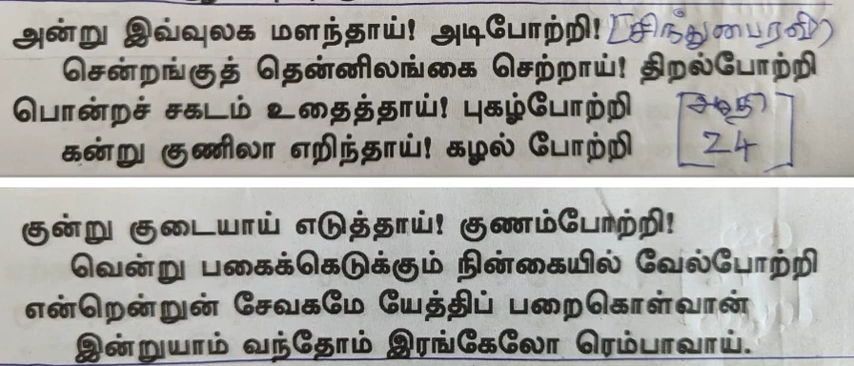 அன்று இவ்வுலக மளந்தாய்! அடிபோற்றி! [சிந்துபைரவி]
சென்றங்குத் தென்னிலங்கை செற்றாய்! திறல்போற்றி
பொன்றச் சகடம் உதைத்தாய்! புகழ்போற்றி
கன்று குணிலா எறிந்தாய்! கழல் போற்றி
24
குன்று குடையாய் எடுத்தாய்! குணம்போற்றி!
வென்று பகைக்கெடுக்கும் நின்கையில் வேல்போற்றி
என்றென்றுன் சேவகமே யேத்திப் பறைகொள்வான்
இன்றுயாம் வந்தோம் இரங்கேலோ ரெம்பாவாய்.